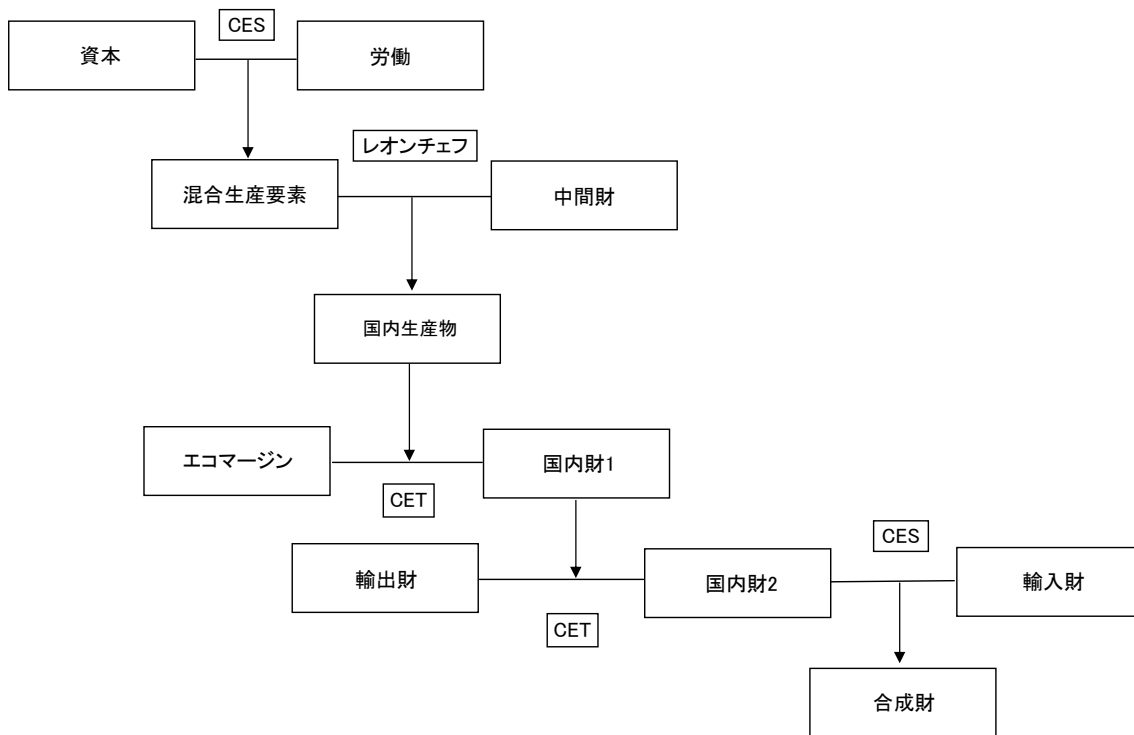 CES
資本
労働
レオンチェフ
混合生産要素
中間財
国内生産物
エコマージン
国内財1
CET
CES
輸出財
国内財2
輸入財
CET
合成財